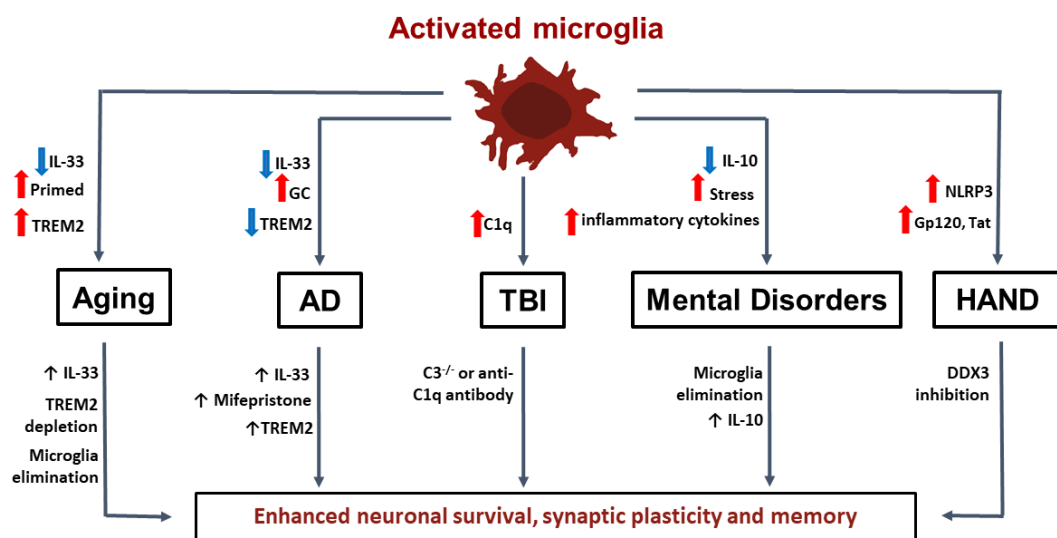 Activated microglia
IL-33
Primed
TREM2
IL-33
GC
TREM2
C1q
IL-10
Stress
inflammatory cytokines
NLRP3
Gp120, Tat
Aging
AD
TBI
Mental Disorders
HAND
↑ IL-33
TREM2
depletion
Microglia
elimination
↑ IL-33
↑ Mifepristone
↑TREM2
C3-/- or anti-
C1q antibody
Microglia
elimination
↑ IL-10
DDX3
inhibition
Enhanced neuronal survival, synaptic plasticity and memory